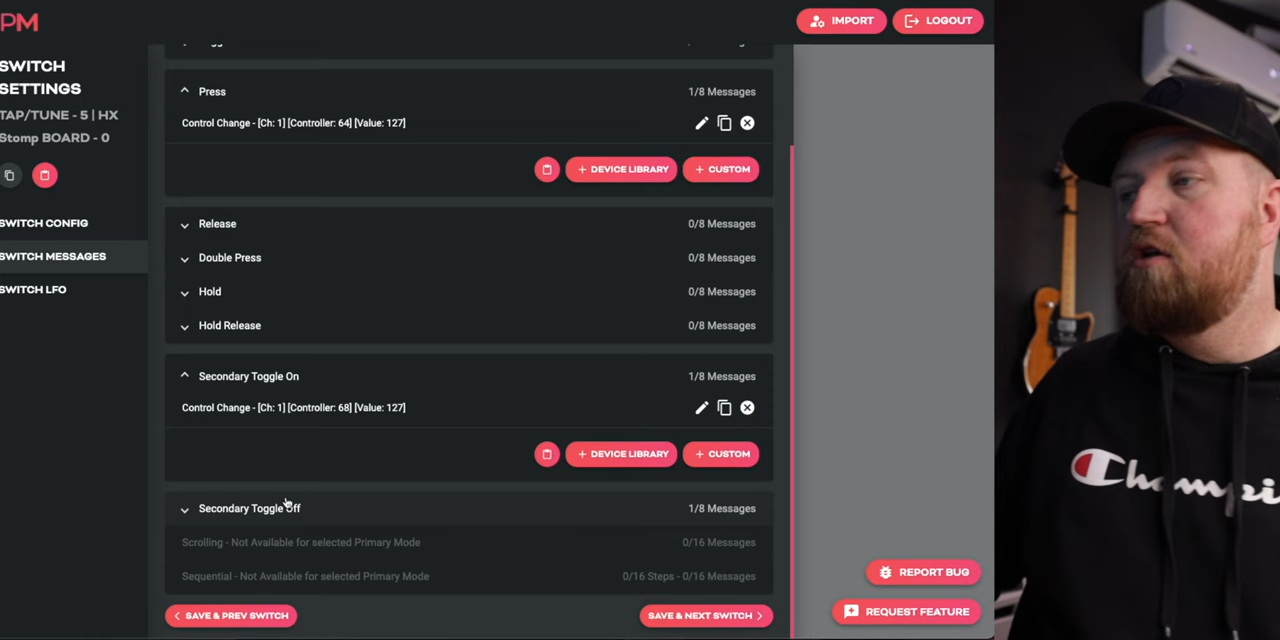 PM
IMPORT
LOGOUT
SWITCH
SETTINGS
TAP/TUNE - 5 | HX
Stomp BOARD - 0
SWITCH CONFIG
SWITCH MESSAGES
SWITCH LFO
Press
1/8 Messages
Control Change - [Ch: 1] [Controller: 64] [Value: 127]
+ DEVICE LIBRARY
+ CUSTOM
Release
0/8 Messages
Double Press
0/8 Messages
Hold
0/8 Messages
Hold Release
0/8 Messages
Secondary Toggle On
1/8 Messages
Control Change - [Ch: 1] [Controller: 68] [Value: 127]
+ DEVICE LIBRARY
+ CUSTOM
Secondary Toggle Off
1/8 Messages
Scrolling - Not Available for selected Primary Mode
0/16 Messages
Sequential - Not Available for selected Primary Mode
0/16 Steps - 0/16 Messages
SAVE & PREV SWITCH
SAVE & NEXT SWITCH
REPORT BUG
REQUEST FEATURE
Champi